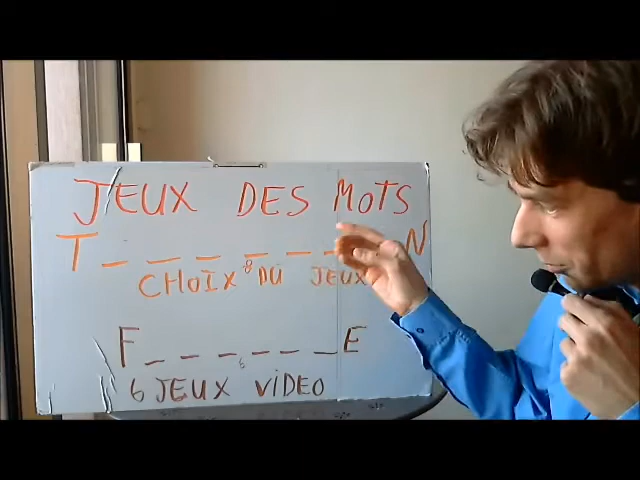 JEUX DES MOTS
T _ _ _ _ _ _ N
CHOIX DU JEUX
F _ _ _ _ _ _ E
6 JEUX VIDEO